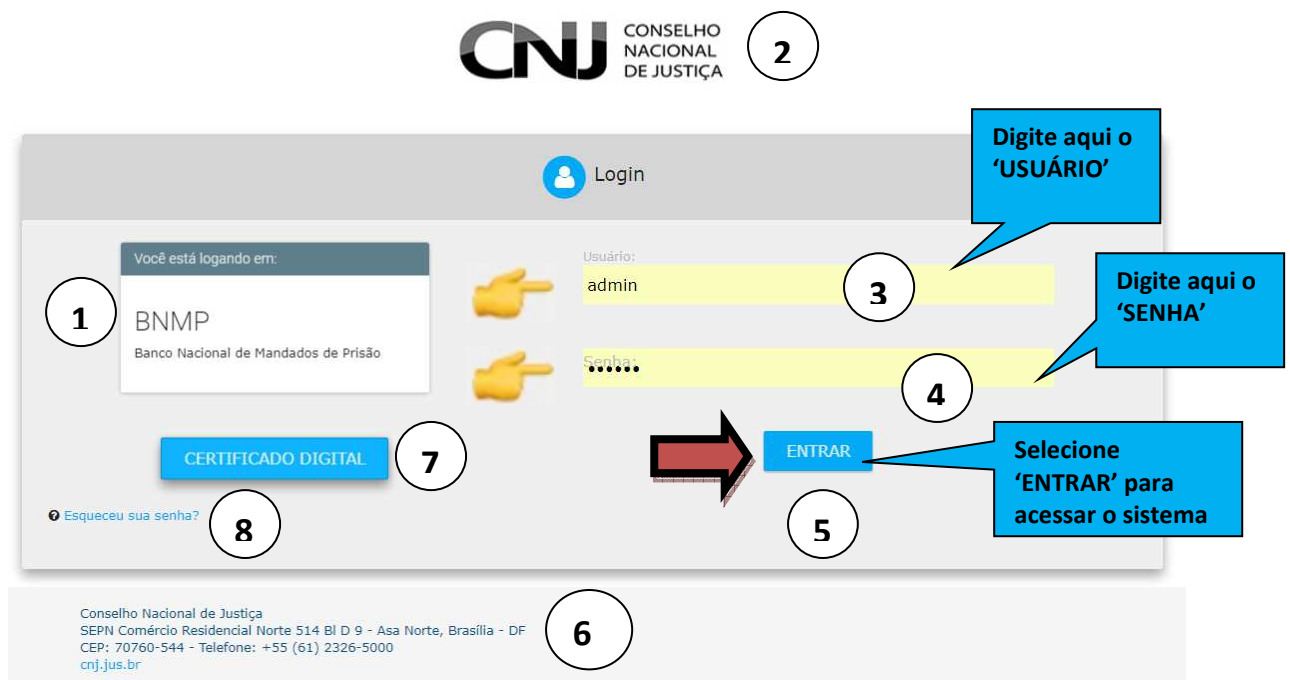 CNJ
CONSELHO
NACIONAL
DE JUSTIÇA
2
Digite aqui o
‘USUÁRIO’
Login
Você está logando em:
Usuário:
admin
3
Digite aqui o
‘SENHA’
1
BNMP
Banco Nacional de Mandados de Prisão
Senha:
••••••
4
CERTIFICADO DIGITAL
7
ENTRAR
Selecione
‘ENTRAR’ para
acessar o sistema
Esqueceu sua senha?
8
5
Conselho Nacional de Justiça
SEPN Comércio Residencial Norte 514 Bl D 9 - Asa Norte, Brasília - DF
CEP: 70760-544 - Telefone: +55 (61) 2326-5000
cnj.jus.br
6